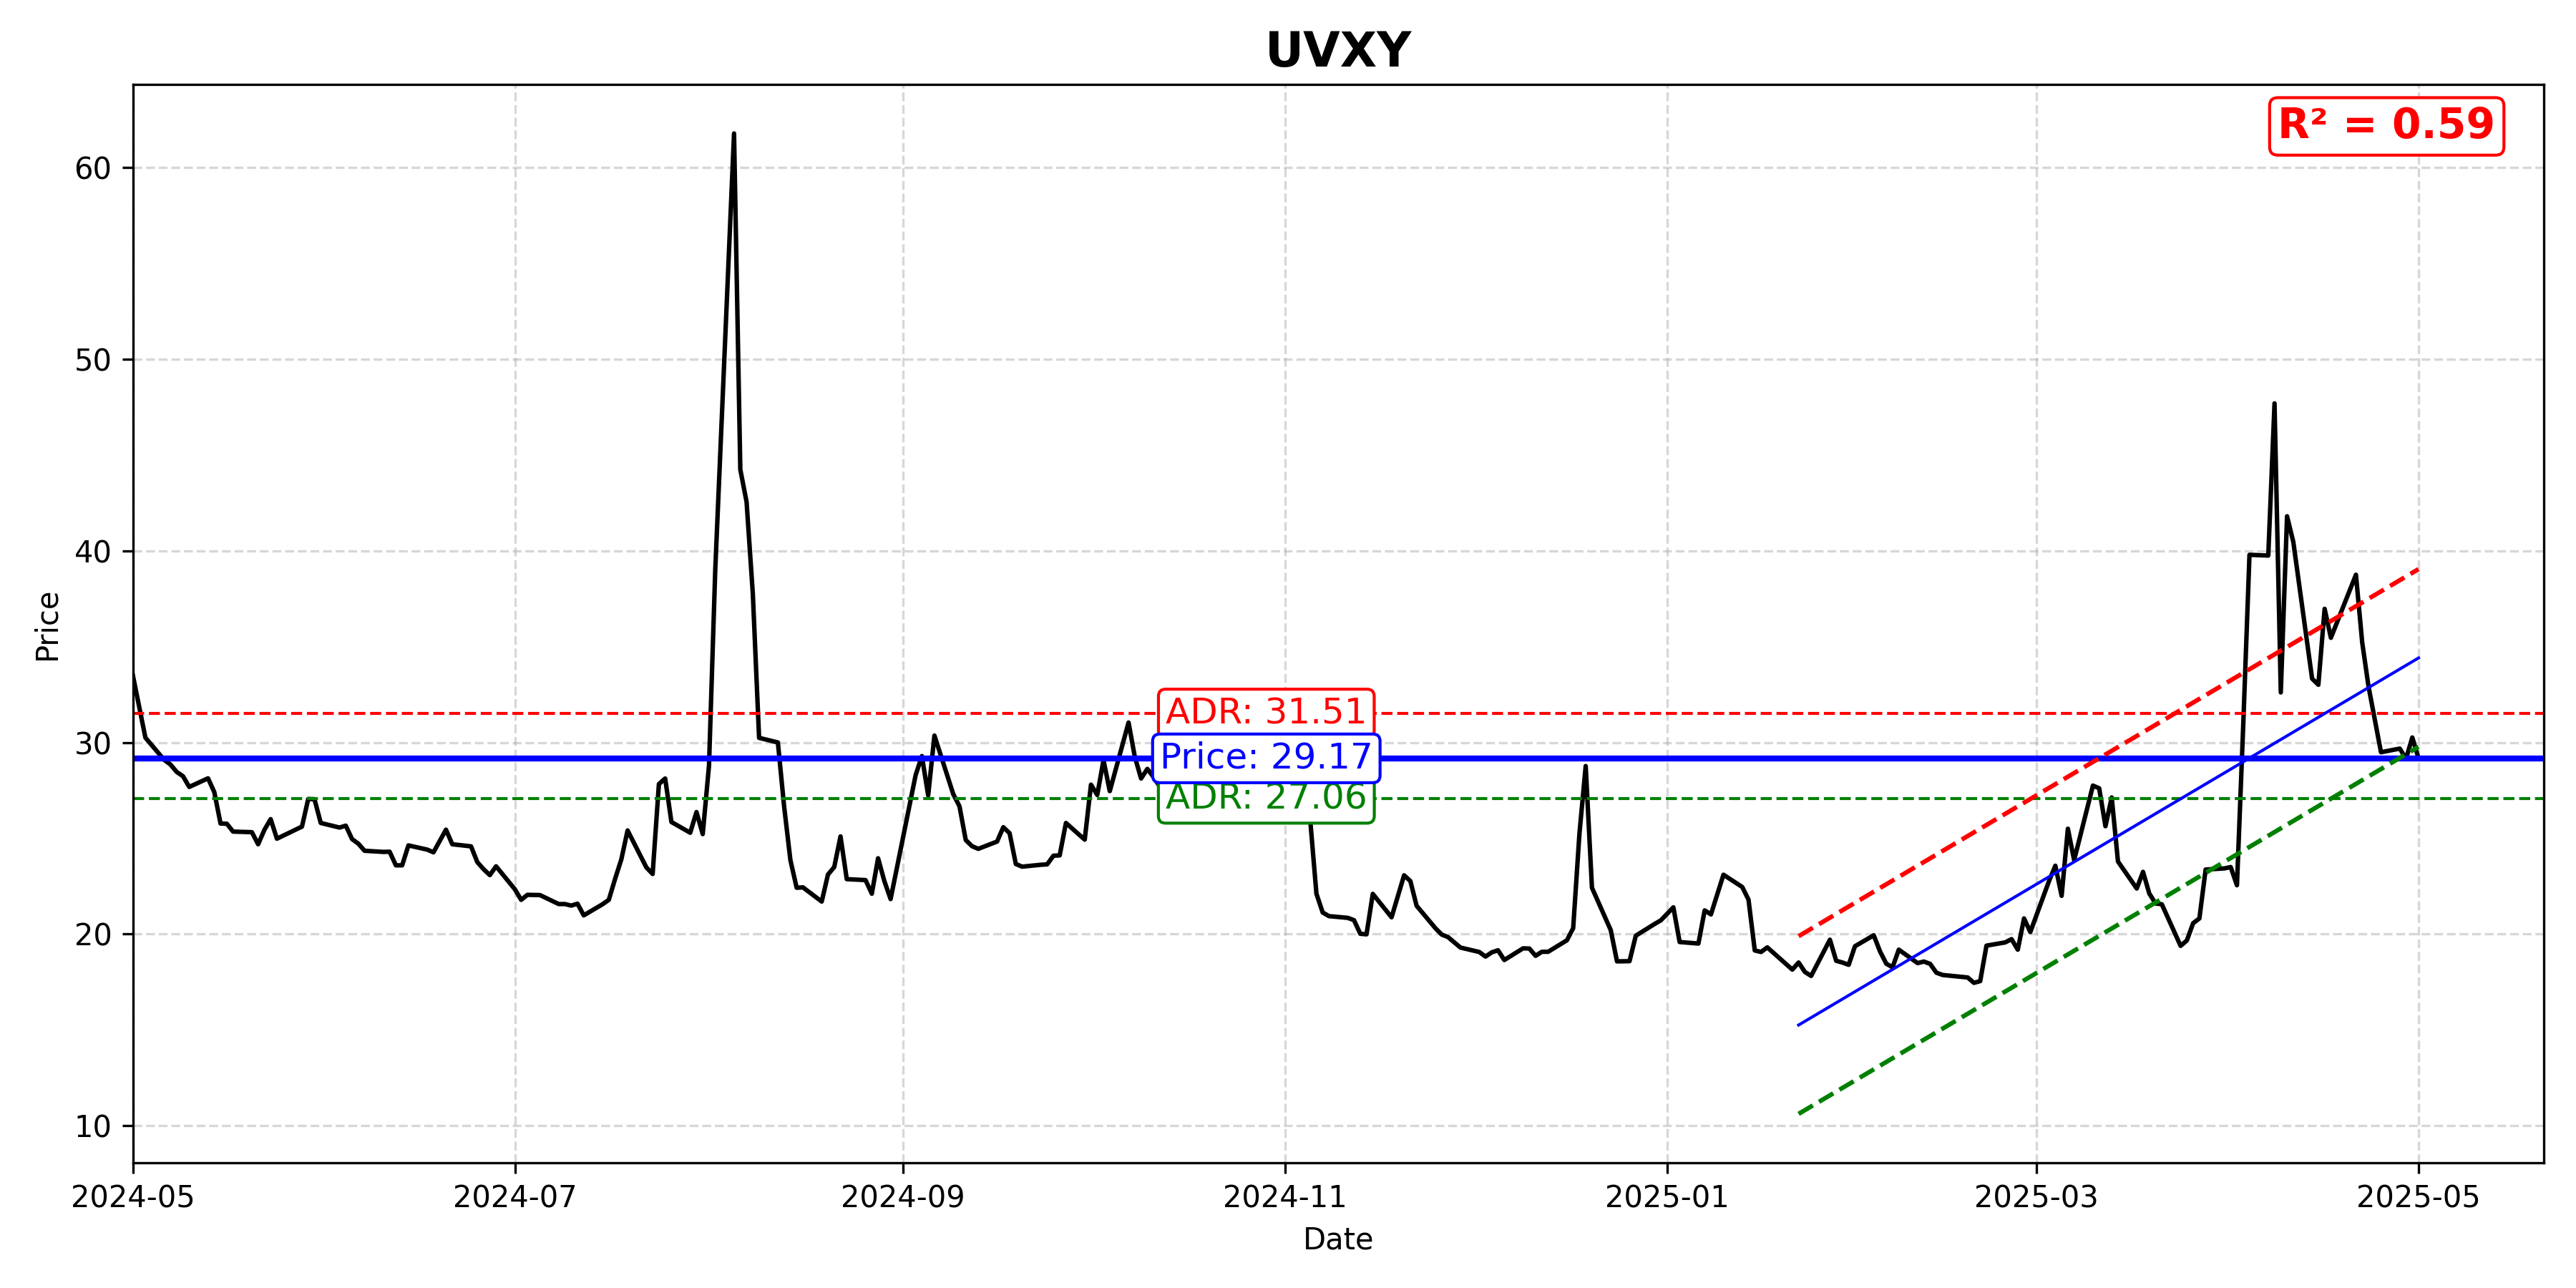 UVXY
R² = 0.59
60
50
40
30
20
10
Price
ADR: 31.51
Price: 29.17
ADR: 27.06
2024-05
2024-07
2024-09
2024-11
2025-01
2025-03
2025-05
Date